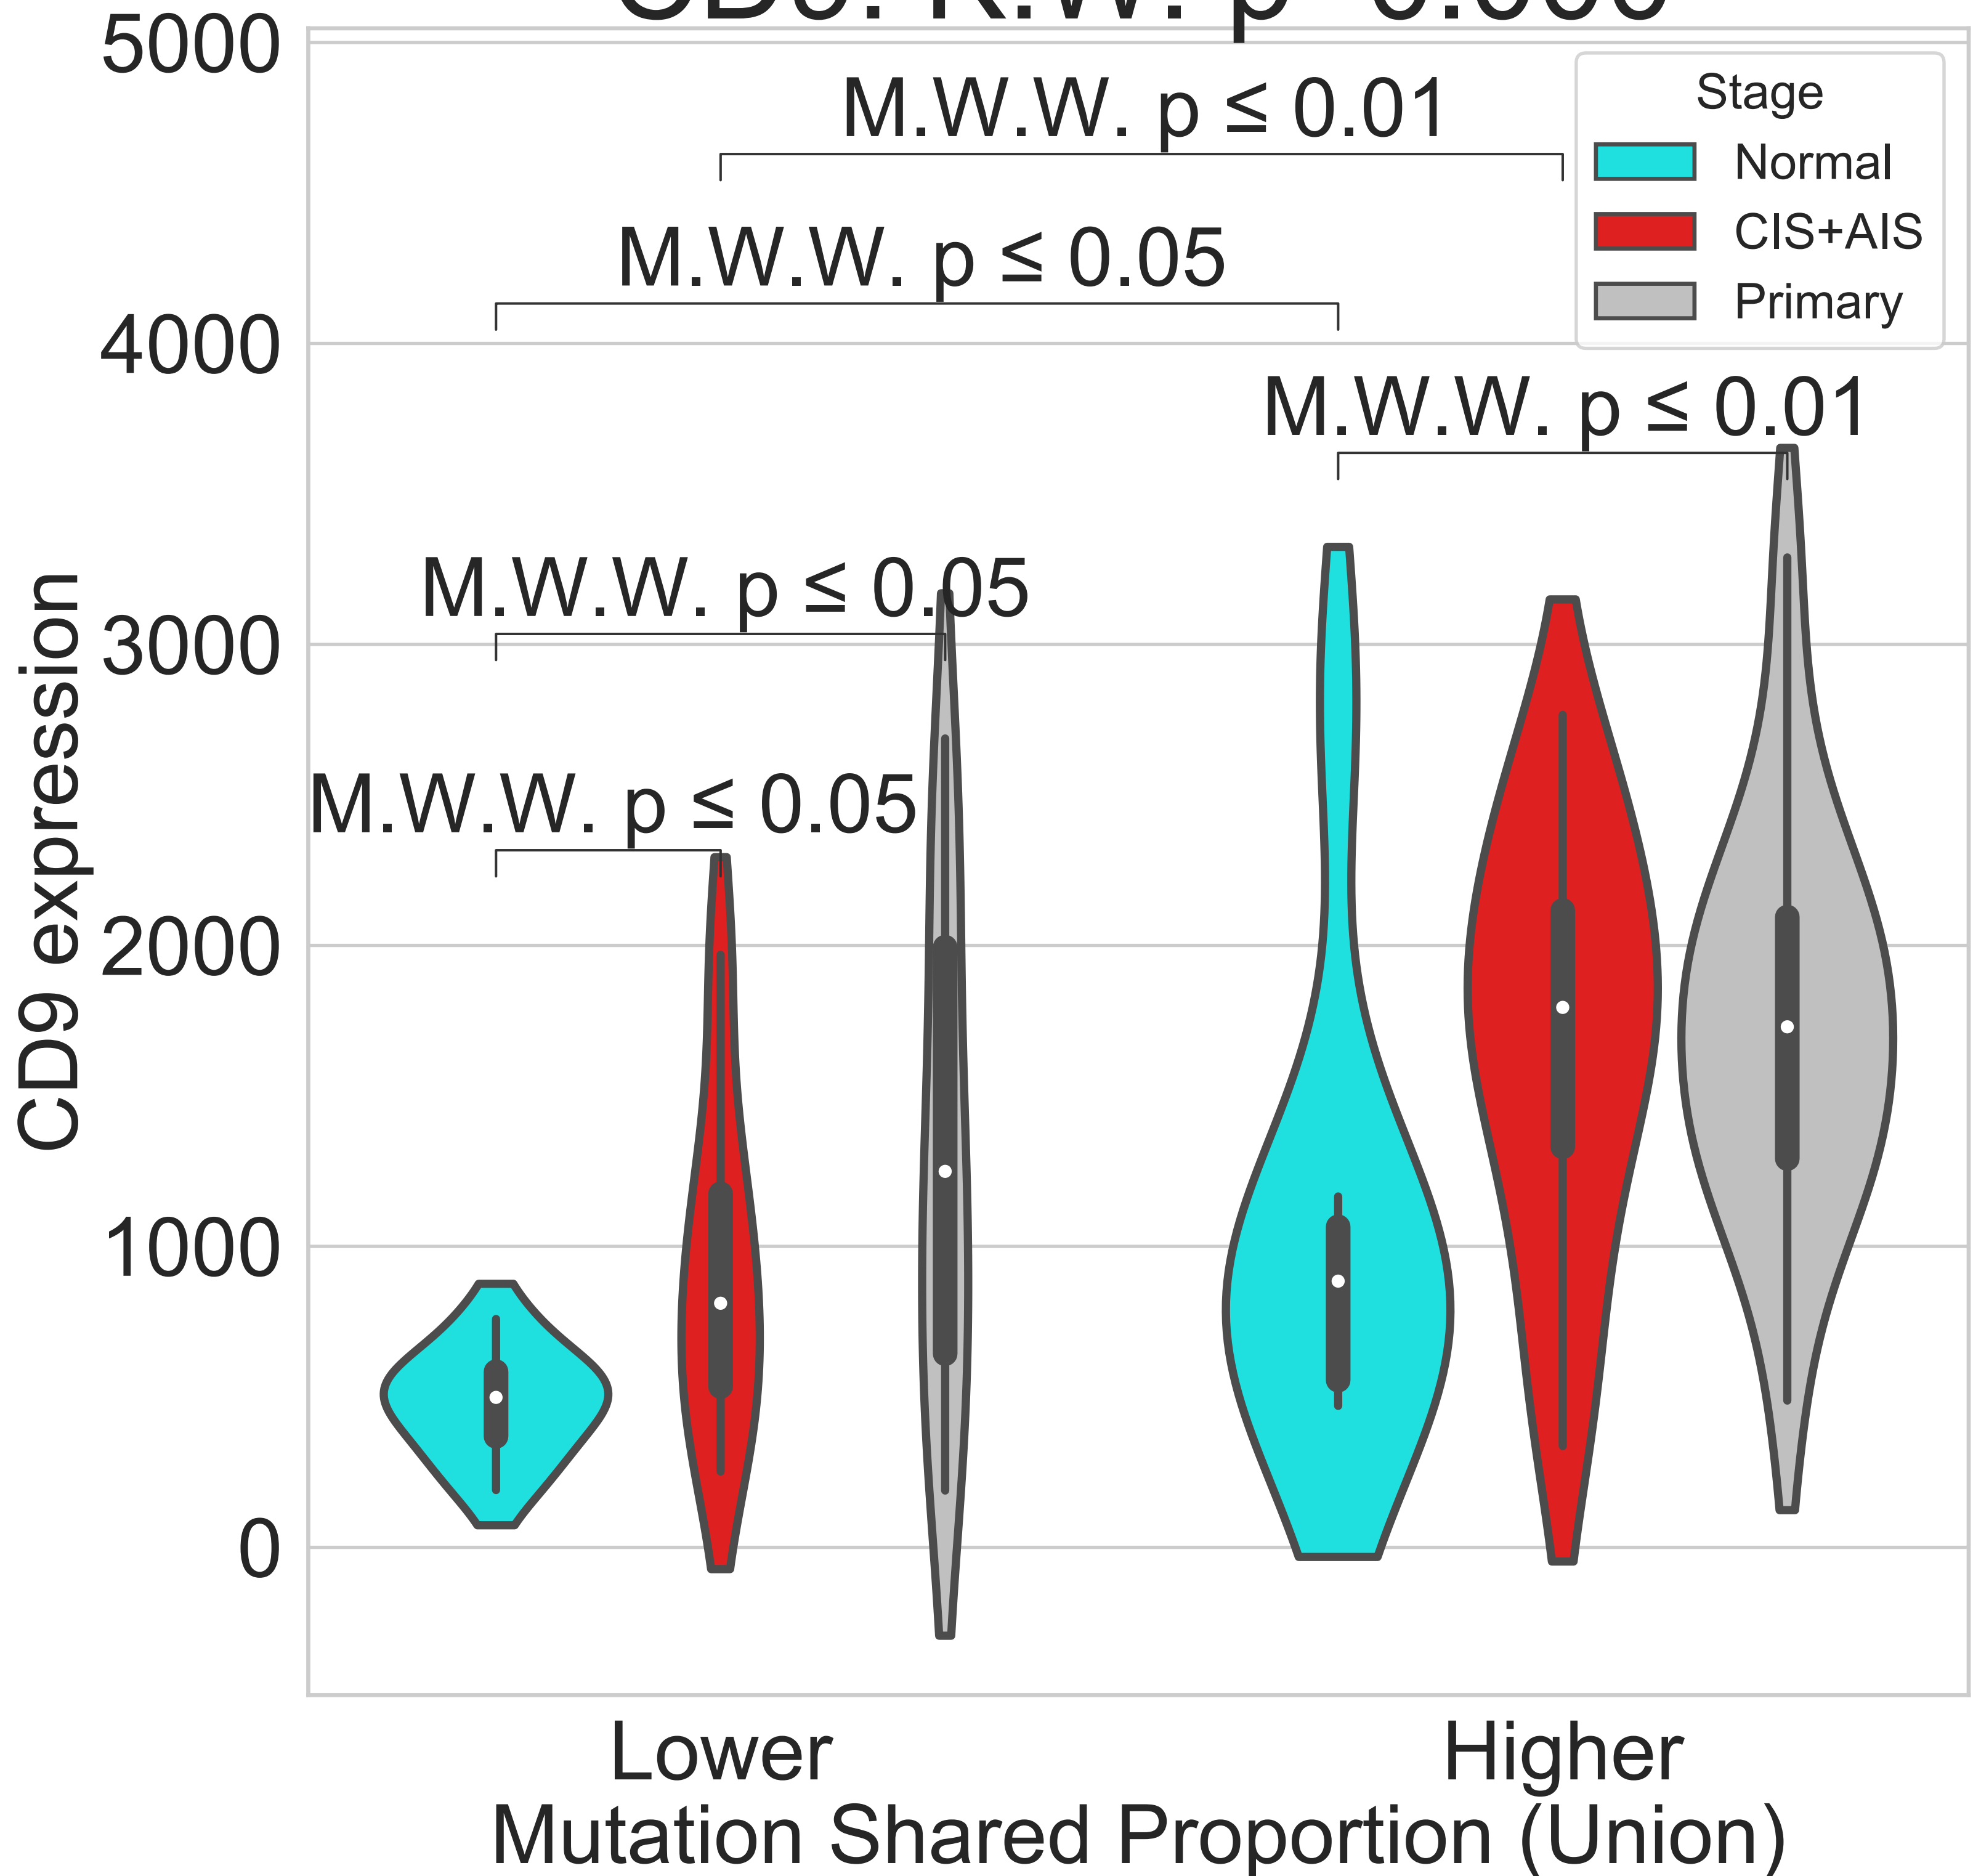 5000
4000
3000
2000
1000
0
CD9 expression
M.W.W. p ≤ 0.01
M.W.W. p ≤ 0.05
M.W.W. p ≤ 0.01
M.W.W. p ≤ 0.05
M.W.W. p ≤ 0.05
Stage
Normal
CIS+AIS
Primary
Lower
Higher
Mutation Shared Proportion (Union)